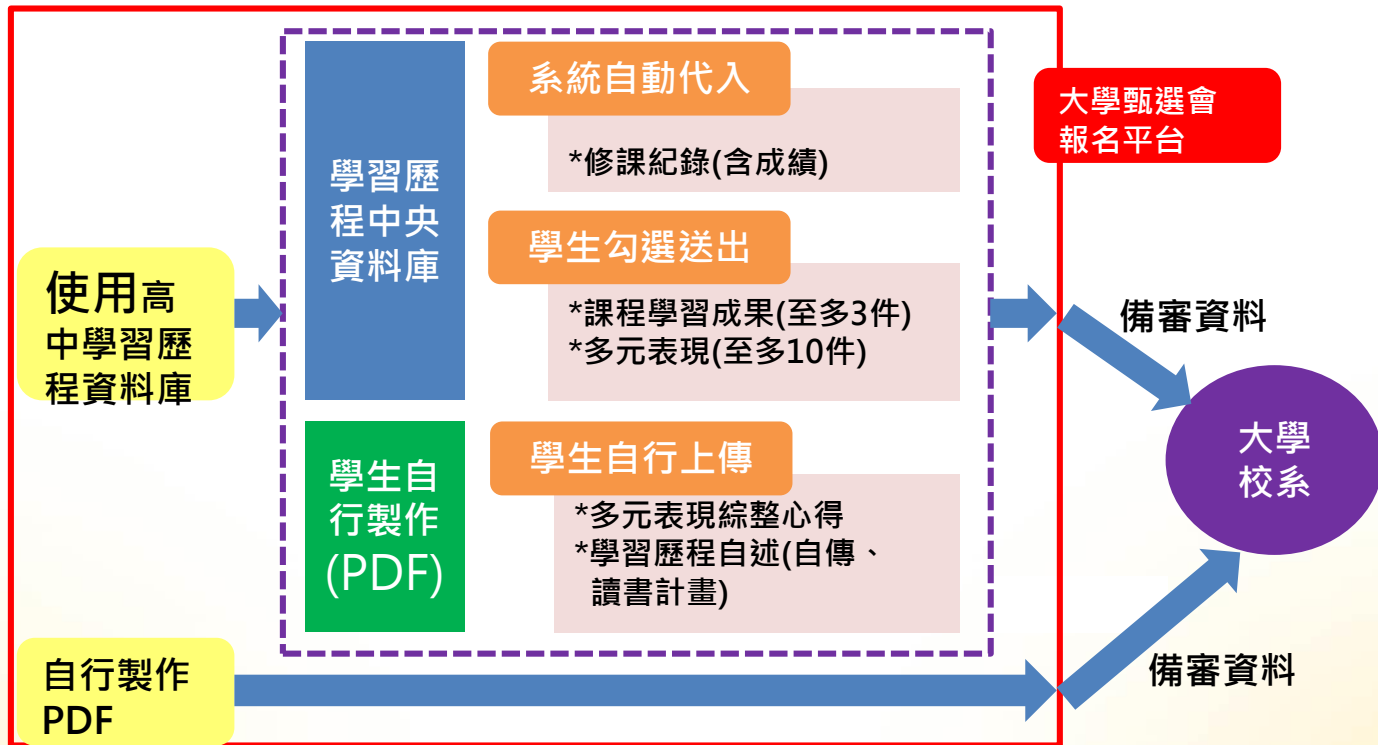 系統自動代入
*修課紀錄(含成績)
大學甄選會
報名平台
學習歷
程中央
資料庫
學生勾選送出
*課程學習成果(至多3件)
*多元表現(至多10件)
使用高
中學習歷
程資料庫
備審資料
學生自
行製作
(PDF)
學生自行上傳
*多元表現綜整心得
*學習歷程自述(自傳、
讀書計畫)
大學
校系
自行製作
PDF
備審資料